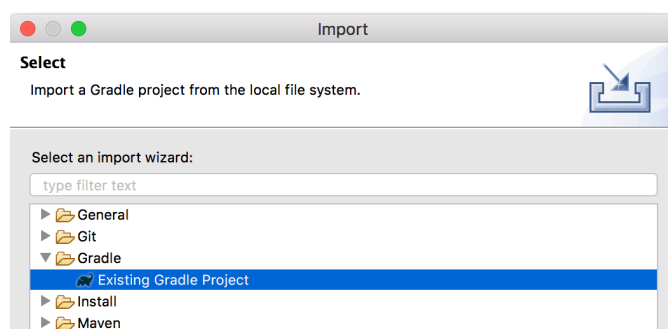 Import
Select
Import a Gradle project from the local file system.
Select an import wizard:
type filter text
General
Git
Gradle
Existing Gradle Project
Install
Maven